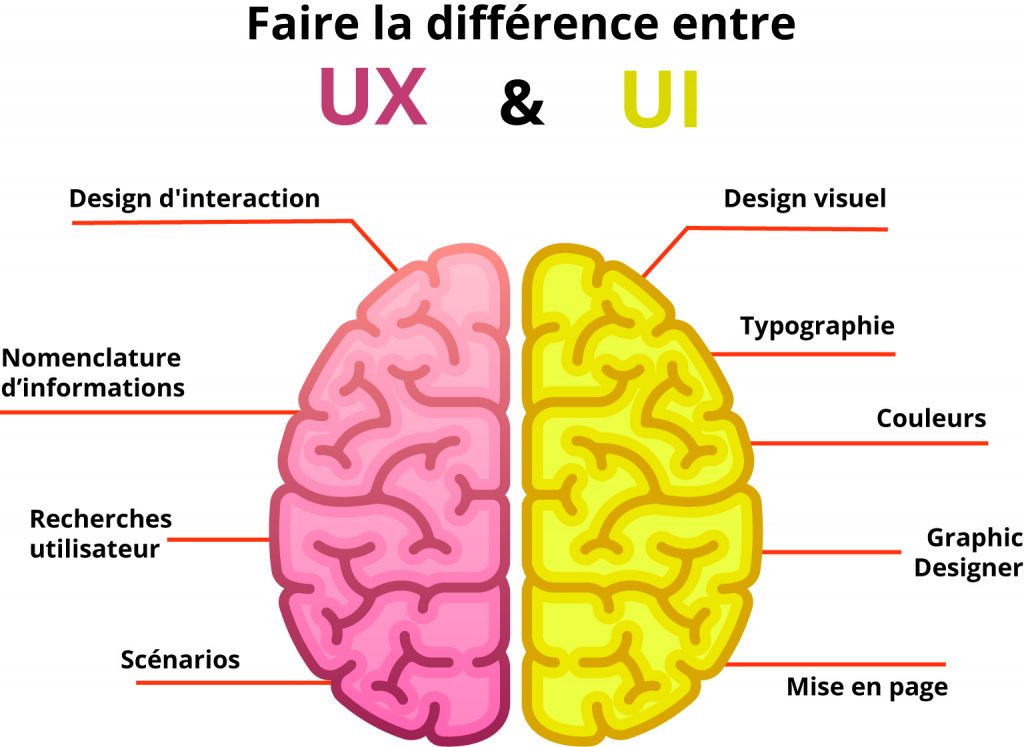 Faire la différence entre
UX & UI
Design d'interaction
Design visuel
Typographie
Nomenclature
d’informations
Couleurs
Recherches
utilisateur
Graphic
Designer
Scénarios
Mise en page